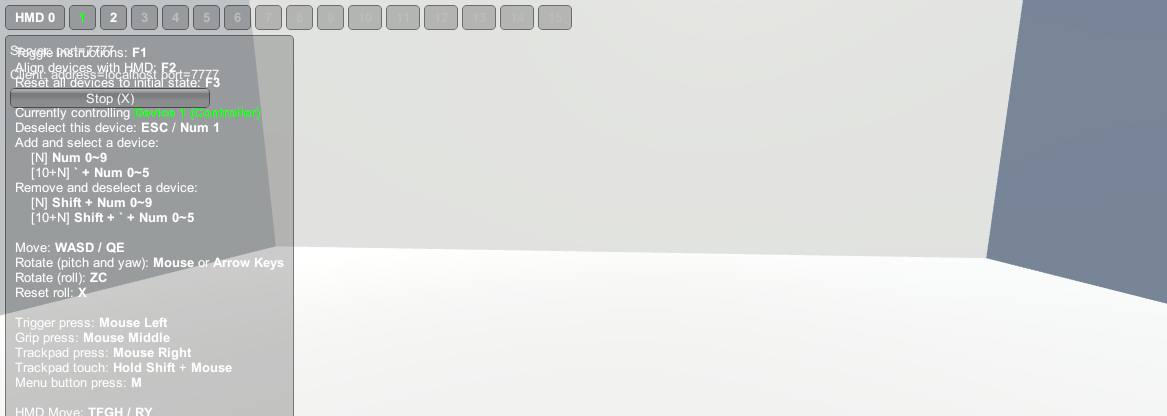 HMD 0 1 2 3 4 5 6 7 8 9 10 11 12 13 14 15
Server: port=7777
Toggle instructions: F1
Align devices with HMD: F2
Client: address=localhost port=7777
Reset all devices to initial state: F3
Stop (X)
Currently controlling Device 1 (Controller)
Deselect this device: ESC / Num 1
Add and select a device:
[N] Num 0~9
[10+N] ` + Num 0~5
Remove and deselect a device:
[N] Shift + Num 0~9
[10+N] Shift + ` + Num 0~5
Move: WASD / QE
Rotate (pitch and yaw): Mouse or Arrow Keys
Rotate (roll): ZC
Reset roll: X
Trigger press: Mouse Left
Grip press: Mouse Middle
Trackpad press: Mouse Right
Trackpad touch: Hold Shift + Mouse
Menu button press: M
HMD Move: TFGH / RY